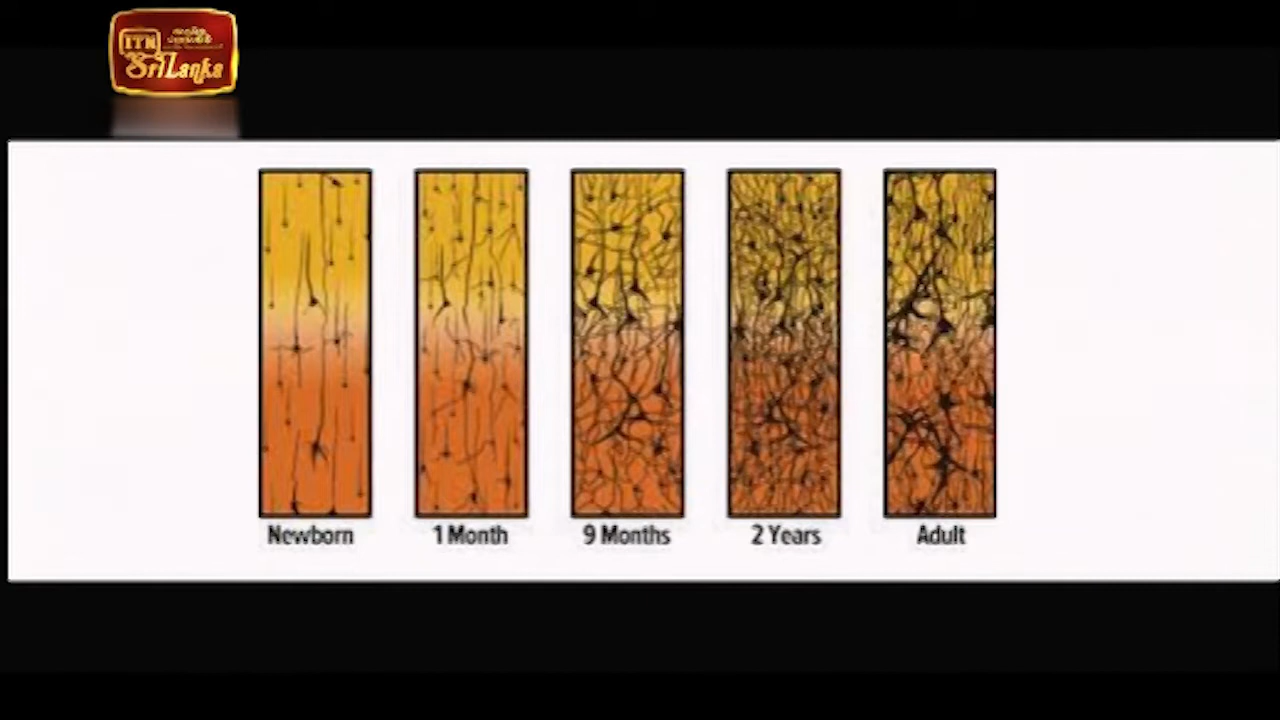 ITN
SriLanka
Newborn
1 Month
9 Months
2 Years
Adult